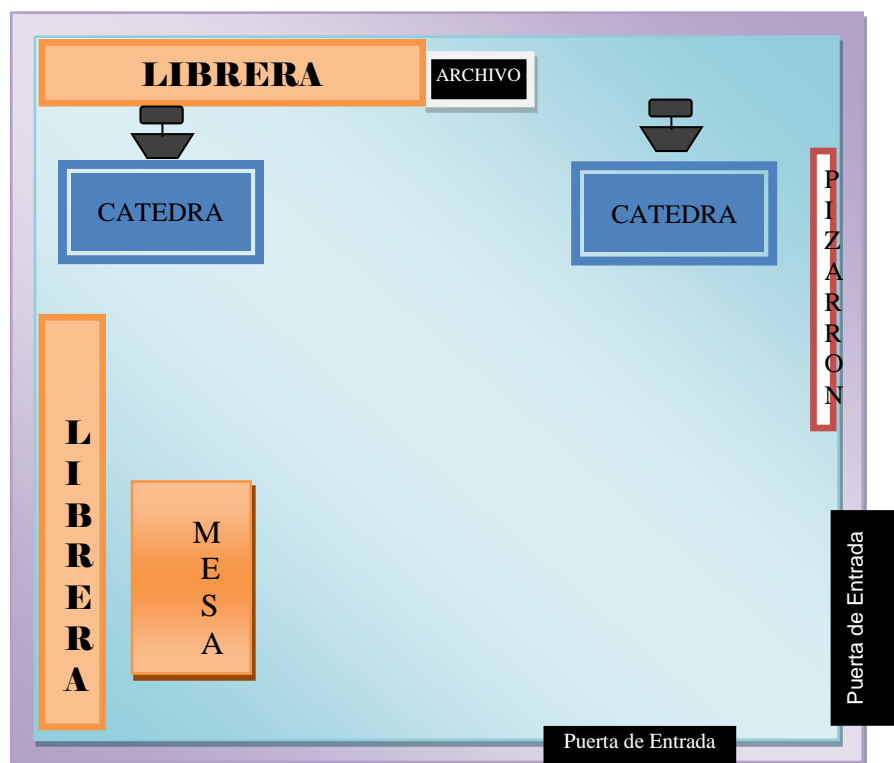 LIBRERA
ARCHIVO
CATEDRA
CATEDRA
PIZARRON
LIBRERA
MESA
Puerta de Entrada
Puerta de Entrada